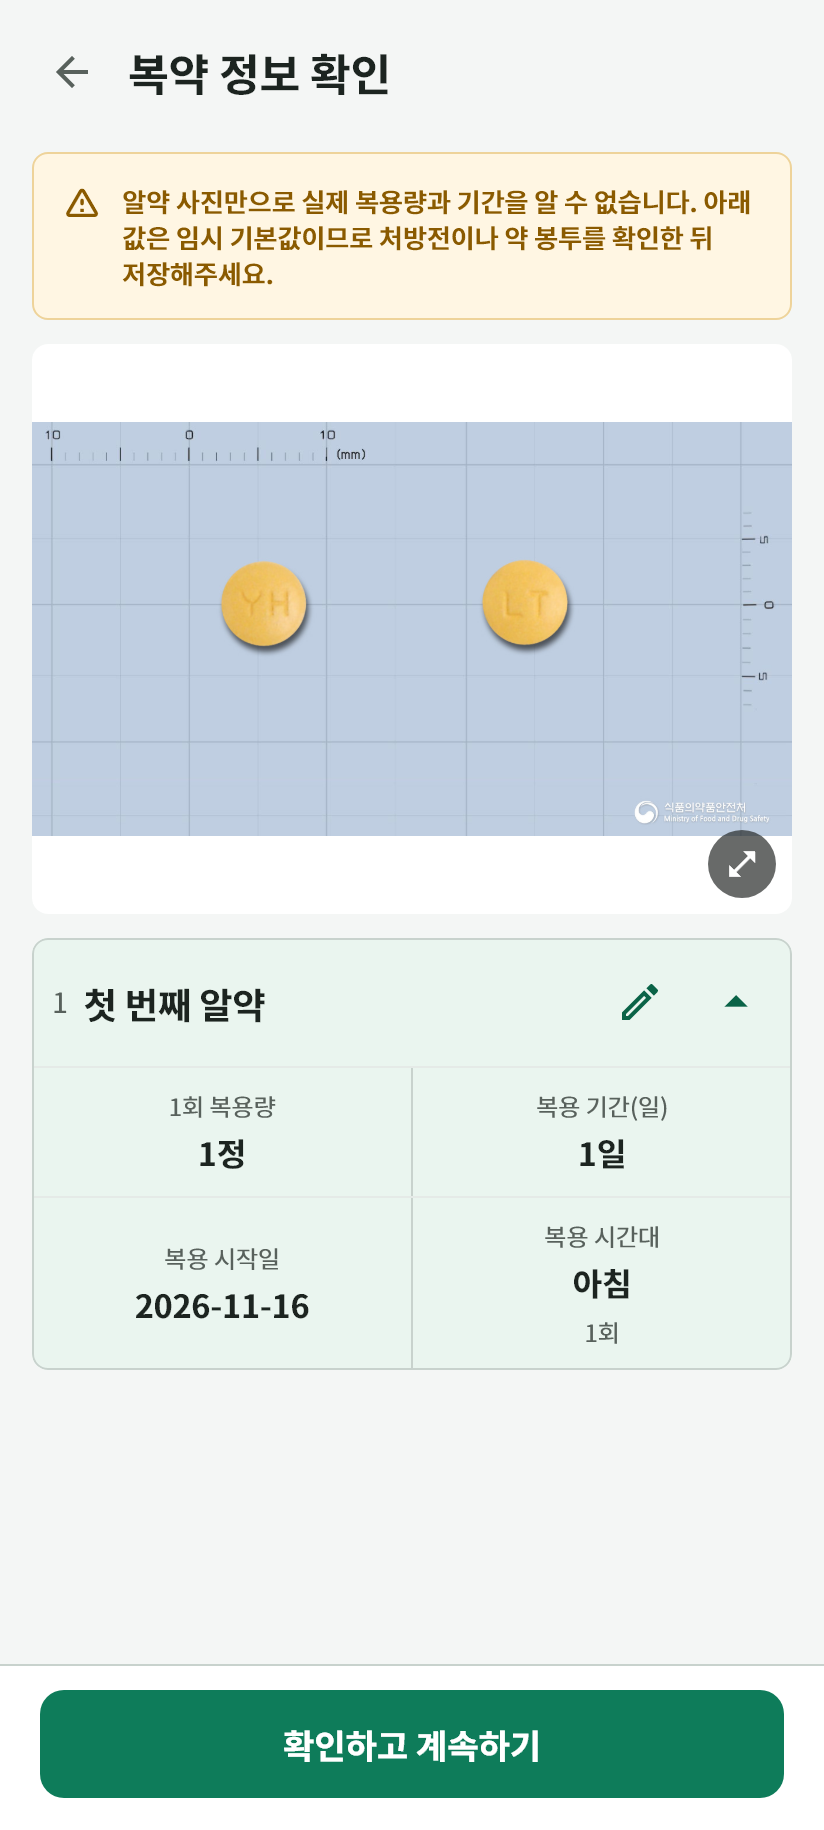 복약 정보 확인
알약 사진만으로 실제 복용량과 기간을 알 수 없습니다. 아래
값은 임시 기본값이므로 처방전이나 약 봉투를 확인한 뒤
저장해주세요.
10 0 10
(mm)
5
YH LT
0
5
식품의약품안전처
Ministry of Food and Drug Safety
1 첫 번째 알약
1회 복용량
1정
복용 기간(일)
1일
복용 시작일
2026-11-16
복용 시간대
아침
1회
확인하고 계속하기